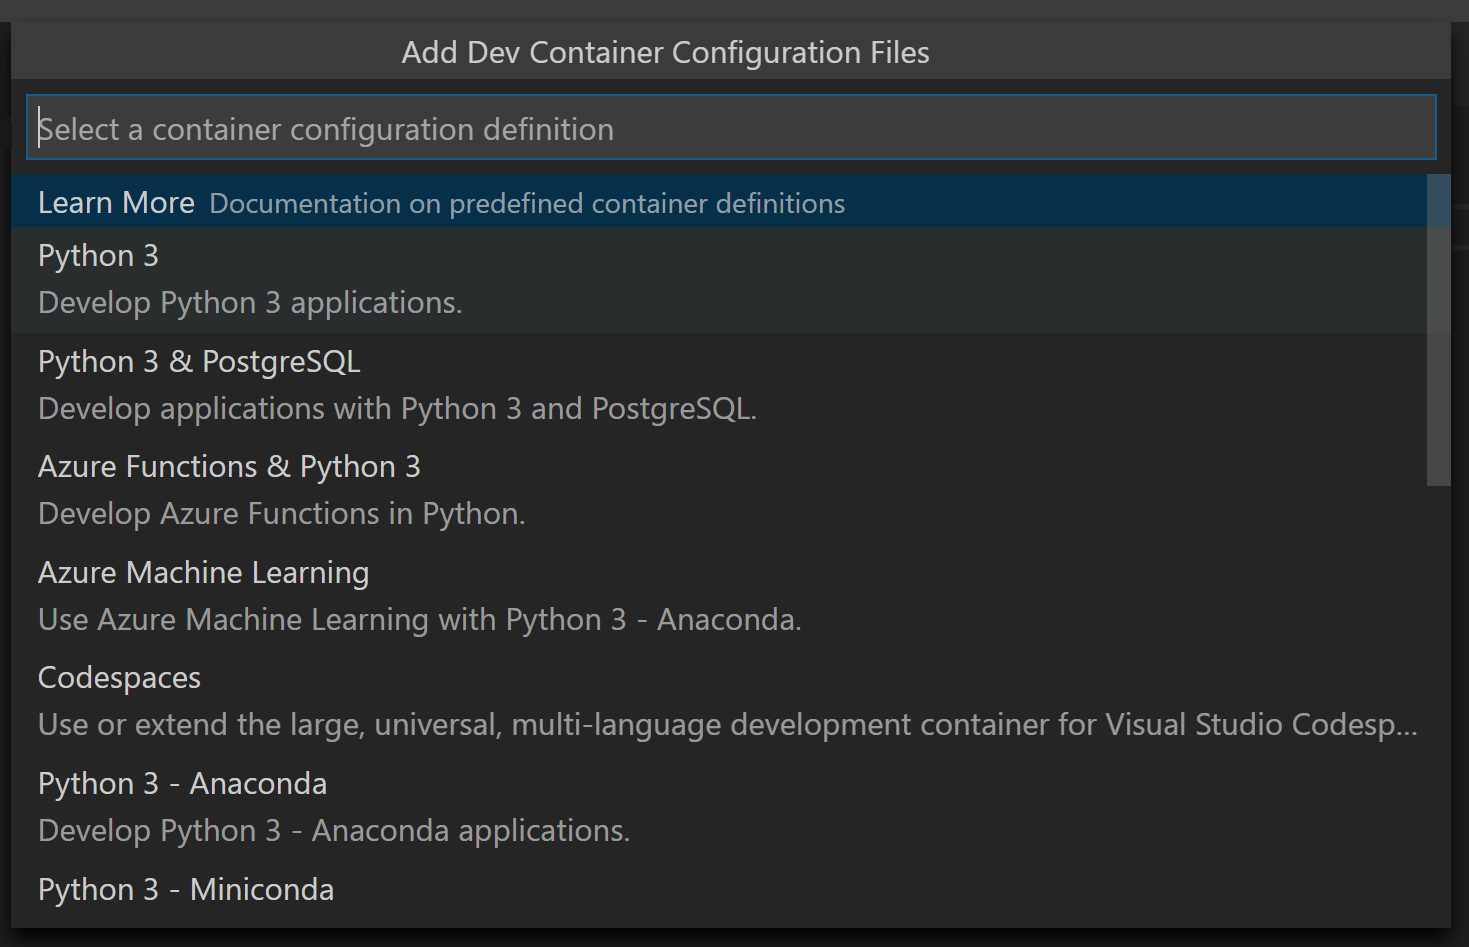 Add Dev Container Configuration Files
Select a container configuration definition
Learn More Documentation on predefined container definitions
Python 3
Develop Python 3 applications.
Python 3 & PostgreSQL
Develop applications with Python 3 and PostgreSQL.
Azure Functions & Python 3
Develop Azure Functions in Python.
Azure Machine Learning
Use Azure Machine Learning with Python 3 - Anaconda.
Codespaces
Use or extend the large, universal, multi-language development container for Visual Studio Codesp...
Python 3 - Anaconda
Develop Python 3 - Anaconda applications.
Python 3 - Miniconda